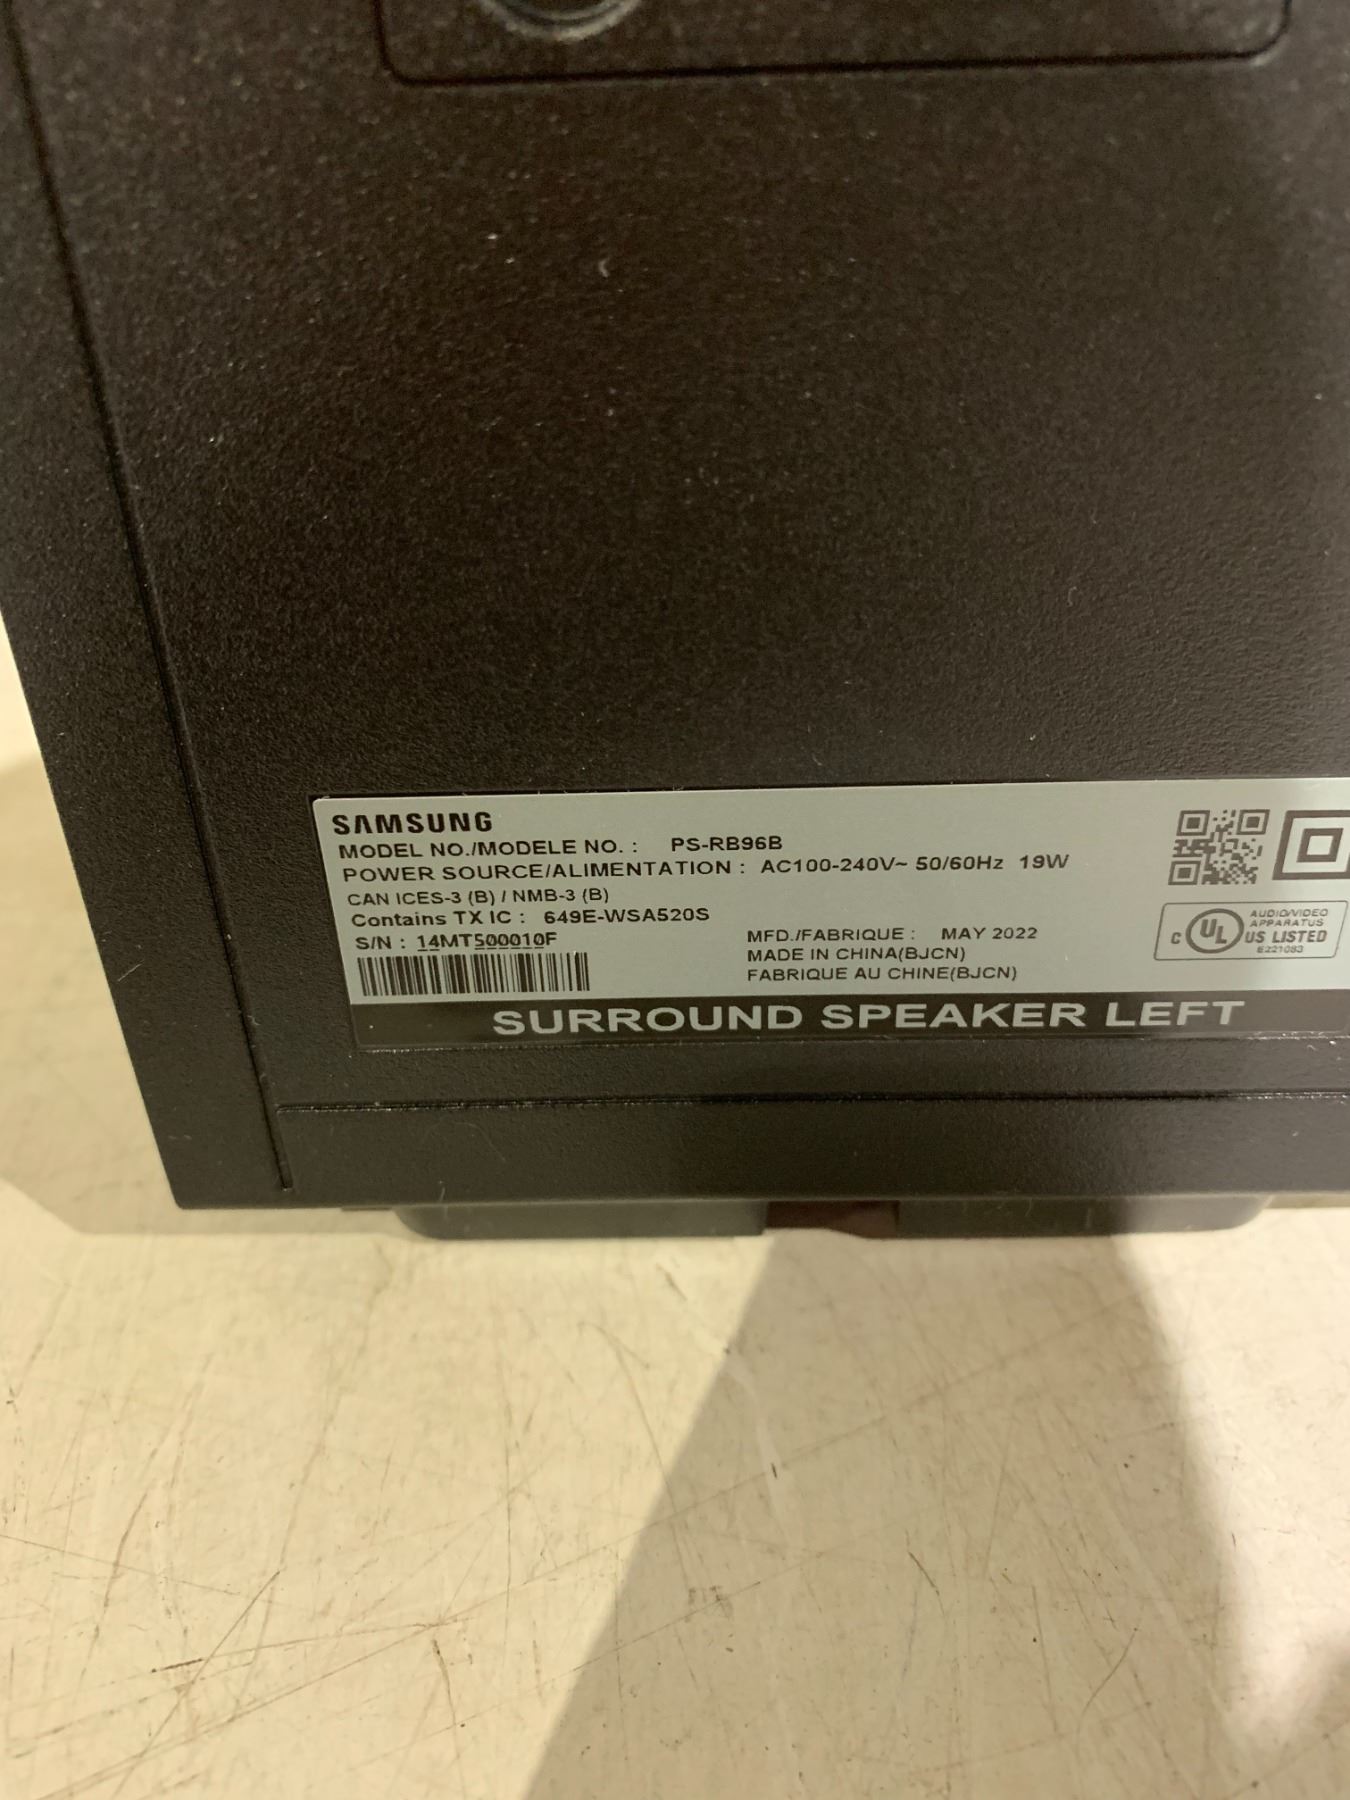 SAMSUNG
MODEL NO./MODELE NO. : PS-RB96B
POWER SOURCE/ALIMENTATION : AC100-240V~ 50/60Hz 19W
CAN ICES-3 (B) / NMB-3 (B)
Contains TX IC : 649E-WSA520S
S/N : 14MT500010F
MFD./FABRIQUE : MAY 2022
MADE IN CHINA(BJCN)
FABRIQUE AU CHINE(BJCN)
C UL US LISTED
AUDIO/VIDEO
APPARATUS
E221083
SURROUND SPEAKER LEFT